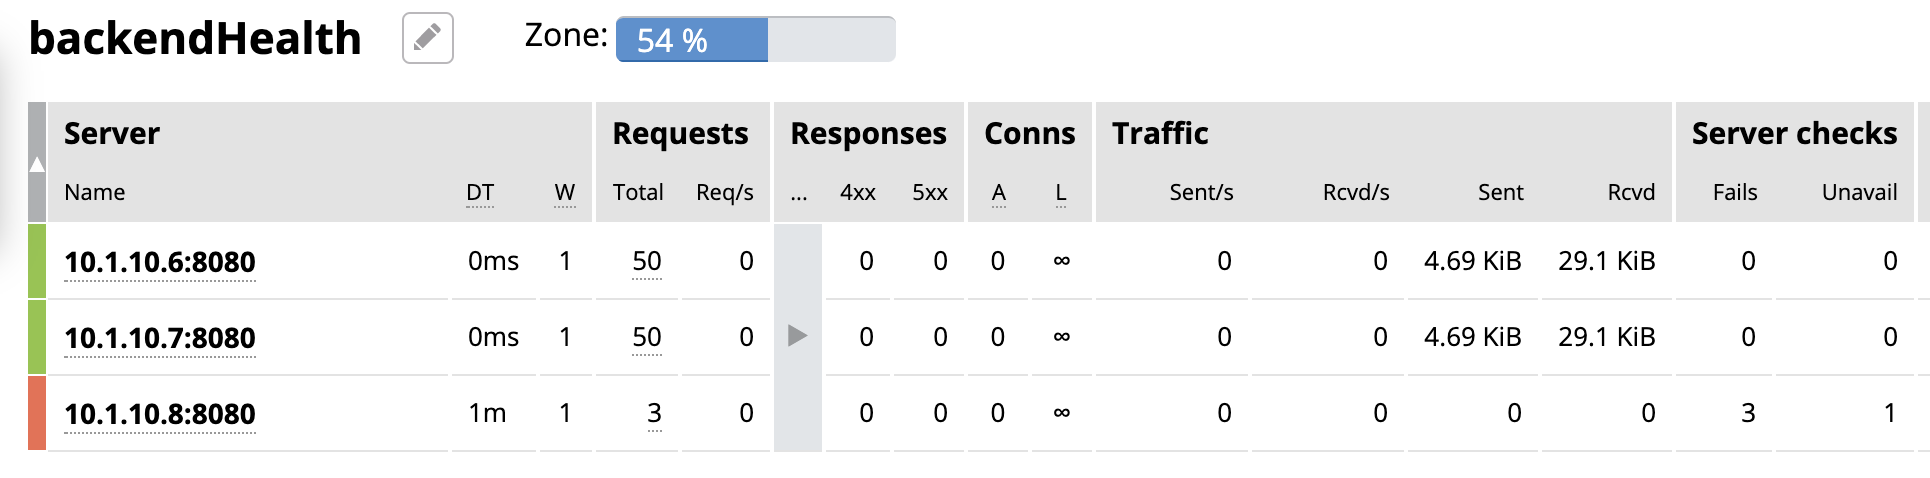 backendHealth Zone: 54 %
Server Requests Responses Conns Traffic Server checks
Name DT W Total Req/s ... 4xx 5xx A L Sent/s Rcvd/s Sent Rcvd Fails Unavail
10.1.10.6:8080 0ms 1 50 0 0 0 0 ∞ 0 0 4.69 KiB 29.1 KiB 0 0
10.1.10.7:8080 0ms 1 50 0 0 0 0 ∞ 0 0 4.69 KiB 29.1 KiB 0 0
10.1.10.8:8080 1m 1 3 0 0 0 0 ∞ 0 0 0 0 3 1